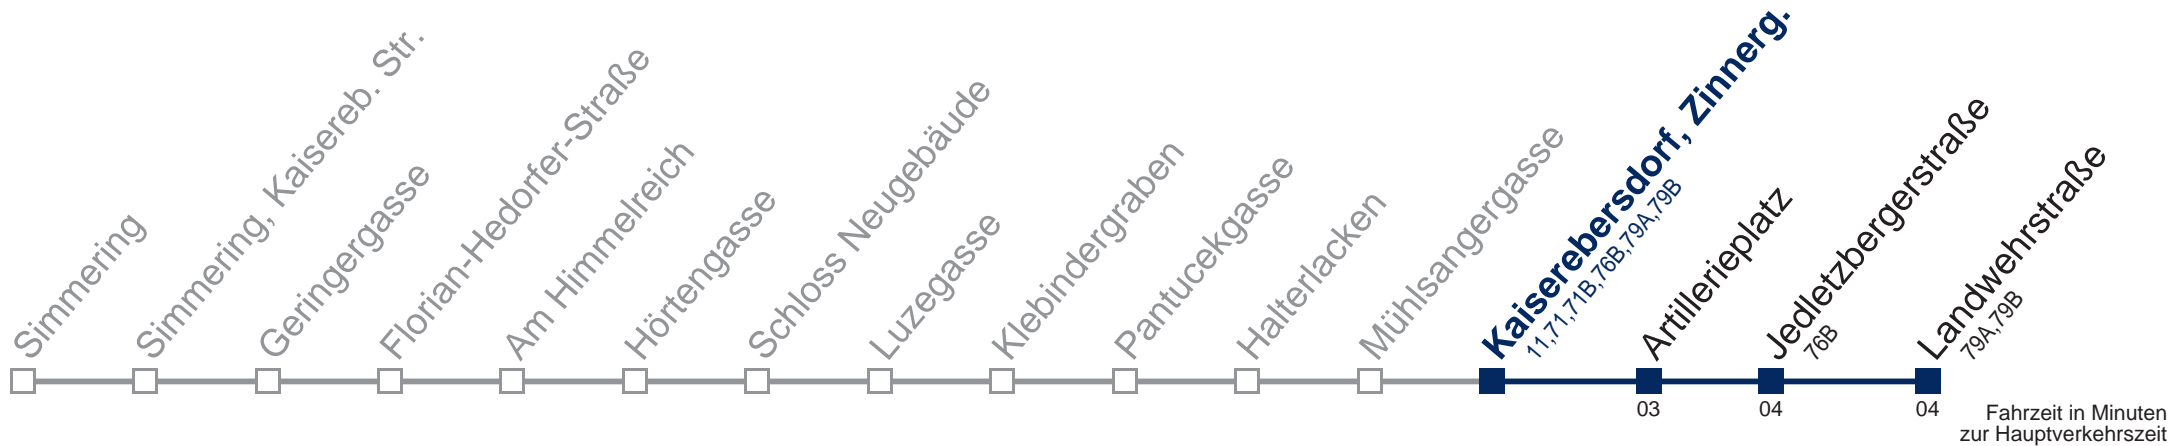 Simmering
Simmering, Kaisereb. Str.
Geringergasse
Florian-Hedorfer-Straße
Am Himmelreich
Hörtengasse
Schloss Neugebäude
Luzegasse
Klebindergraben
Pantucekgasse
Halterlacken
Mühlsangergasse
Kaiserebersdorf, Zinnerg.
11,71,71B,76B,79A,79B
Artillerieplatz
Jedletzbergerstraße
76B
Landwehrstraße
79A,79B
03
04
04
Fahrzeit in Minuten
zur Hauptverkehrszeit